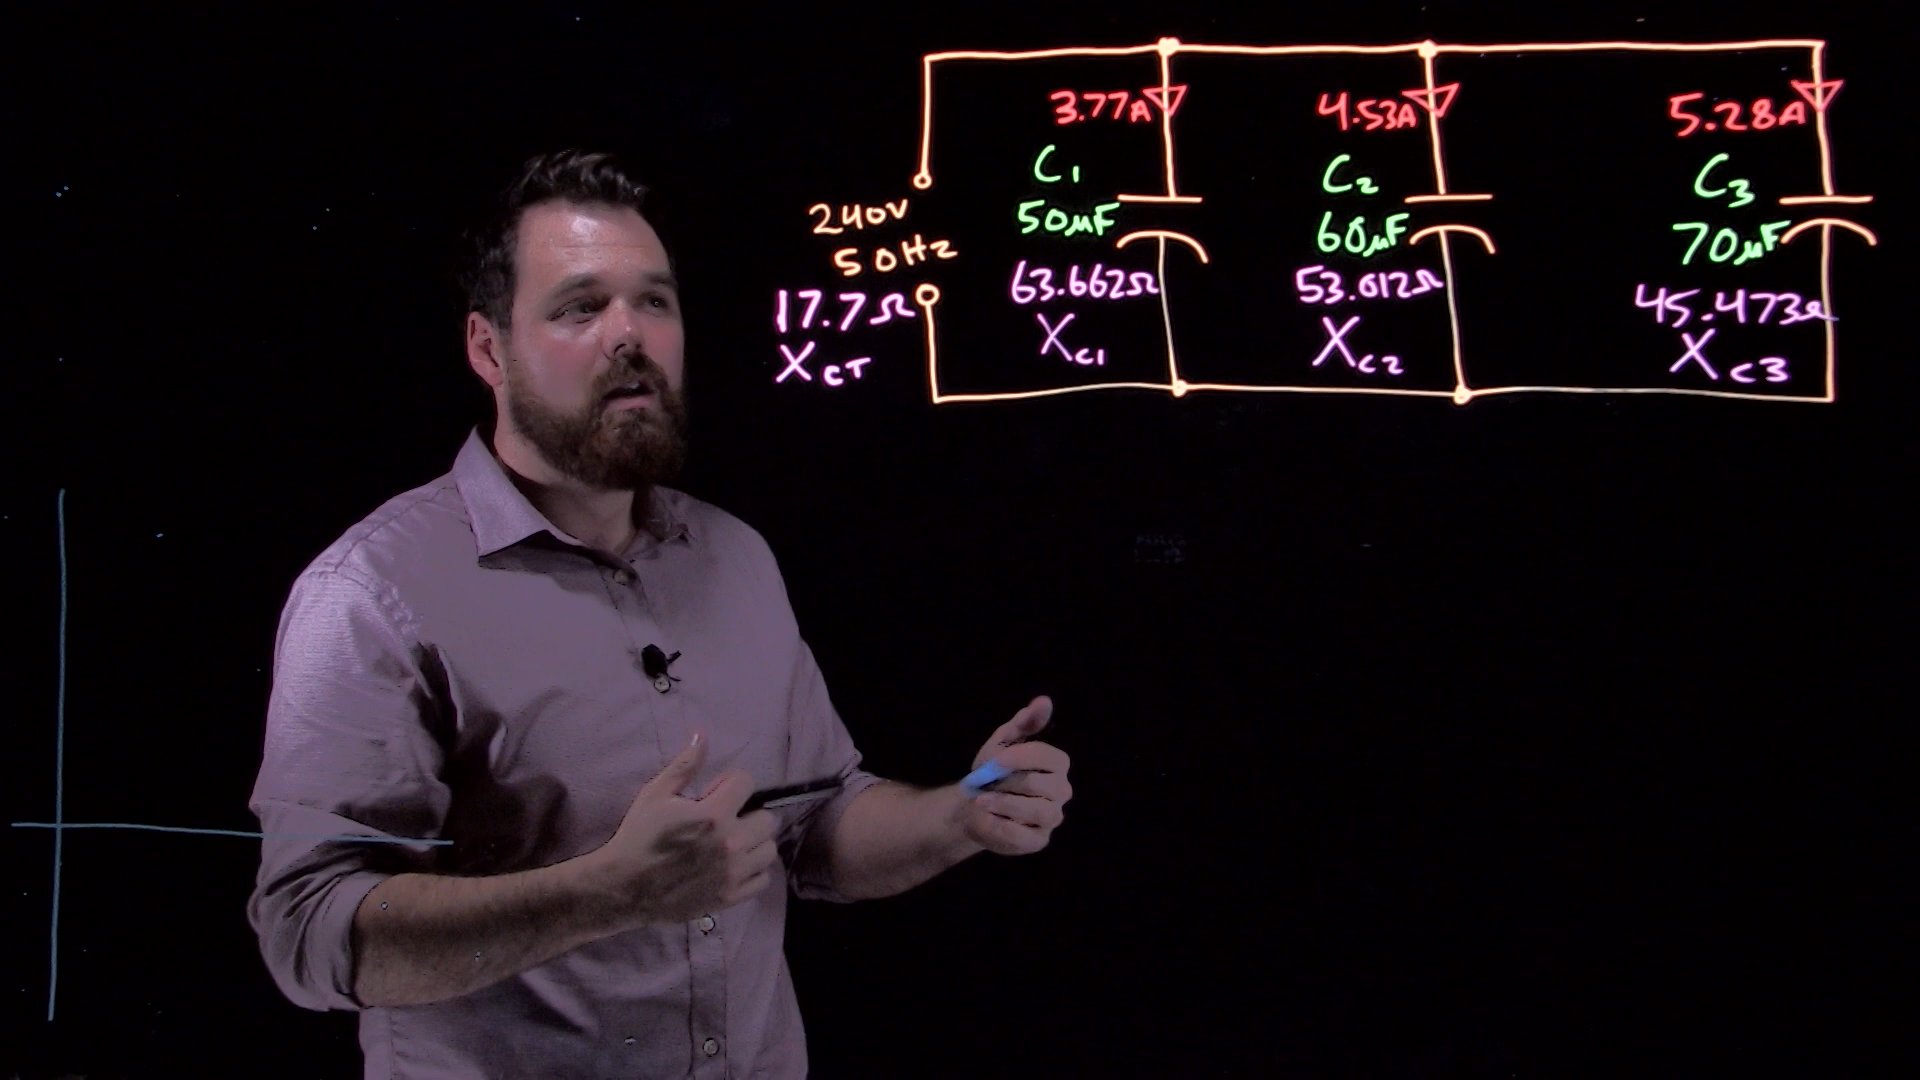 3.77A
4.53A
5.28A
C1
50μF
C2
60μF
C3
70μF
240V
50Hz
17.7Ω
XCT
63.662Ω
XC1
53.012Ω
XC2
45.473Ω
XC3